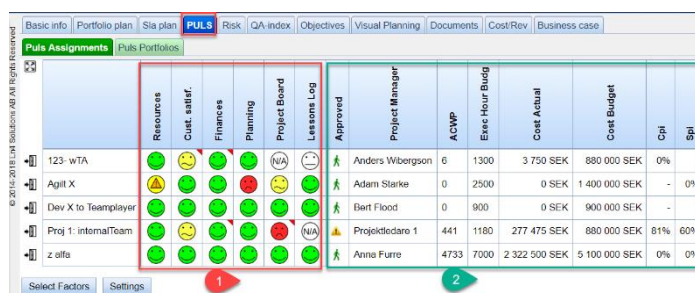 Basic info Portfolio plan Sla plan PULS Risk QA-index Objectives Visual Planning Documents Cost/Rev Business case
Puls Assignments Puls Portfolios
© 2014-2018 LnH Solutions AB All Rights Reserved
Resources Cust. satisf. Finances Planning Project Board Lessons Log Approved Project Manager ACWP Exec Hour Budg Cost Actual Cost Budget Cpi Spi
123- wTA N/A Anders Wibergson 6 1300 3 750 SEK 880 000 SEK 0%
Agilt X Adam Starke 0 2500 0 SEK 1 400 000 SEK - 0%
Dev X to Teamplayer Bert Flood 0 900 0 SEK 900 000 SEK -
Proj 1: internalTeam N/A Projektledare 1 441 1180 277 475 SEK 880 000 SEK 81% 60%
z alfa Anna Furre 4733 7000 2 322 500 SEK 5 100 000 SEK 0% 0%
Select Factors Settings
1 2